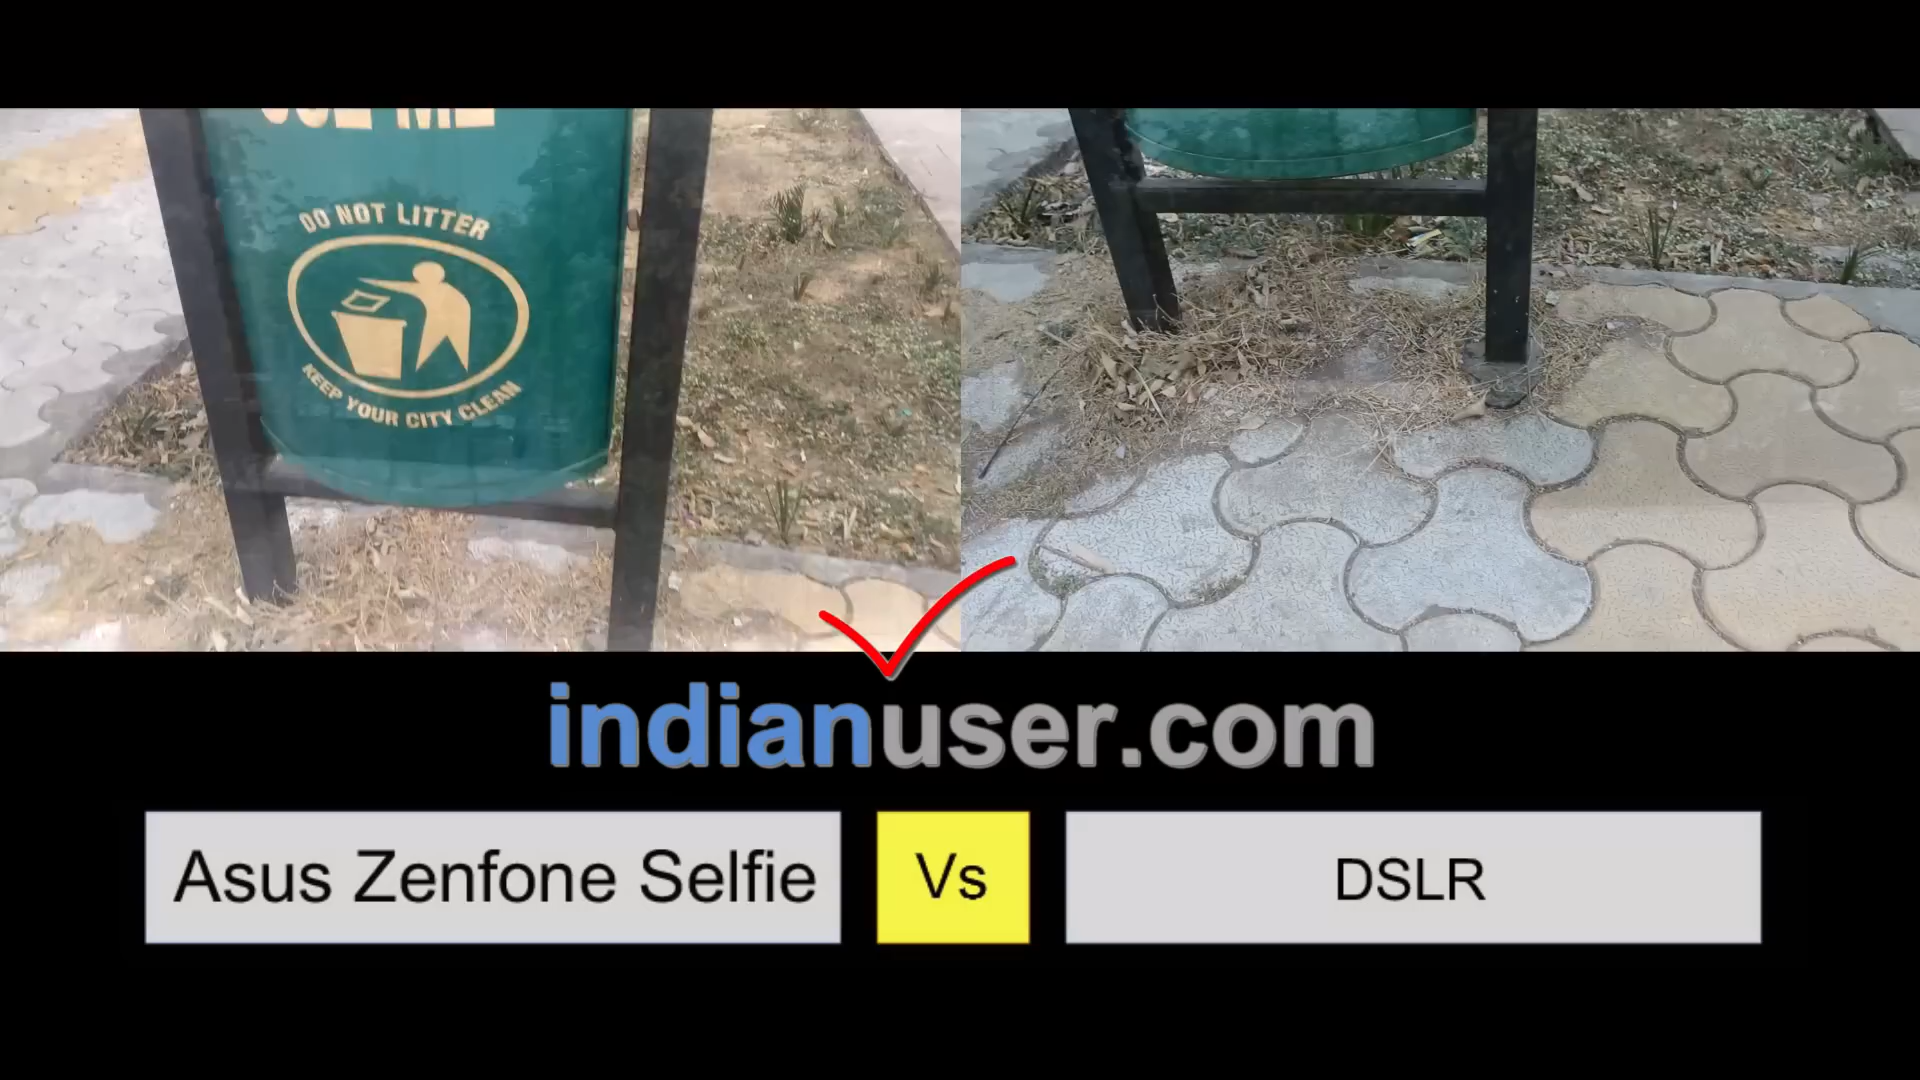 DO NOT LITTER
KEEP YOUR CITY CLEAN
indianuser.com
Asus Zenfone Selfie
Vs
DSLR